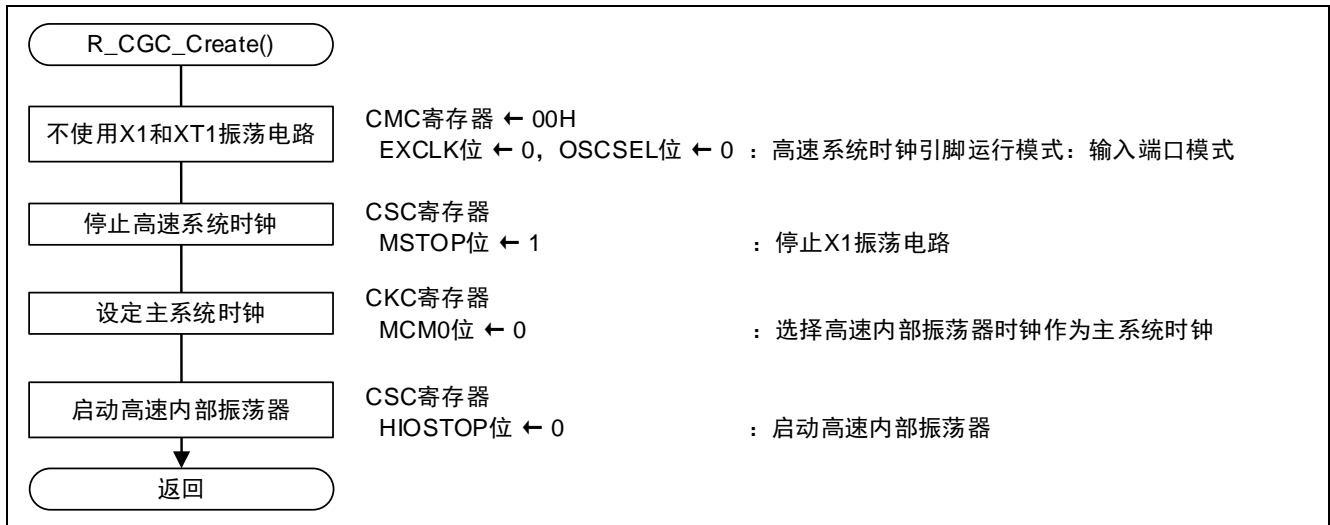 R_CGC_Create()
不使用X1和XT1振荡电路
CMC寄存器 ← 00H
EXCLK位 ← 0，OSCSEL位 ← 0 ：高速系统时钟引脚运行模式：输入端口模式
停止高速系统时钟
CSC寄存器
MSTOP位 ← 1 ：停止X1振荡电路
设定主系统时钟
CKC寄存器
MCM0位 ← 0 ：选择高速内部振荡器时钟作为主系统时钟
启动高速内部振荡器
CSC寄存器
HIOSTOP位 ← 0 ：启动高速内部振荡器
返回